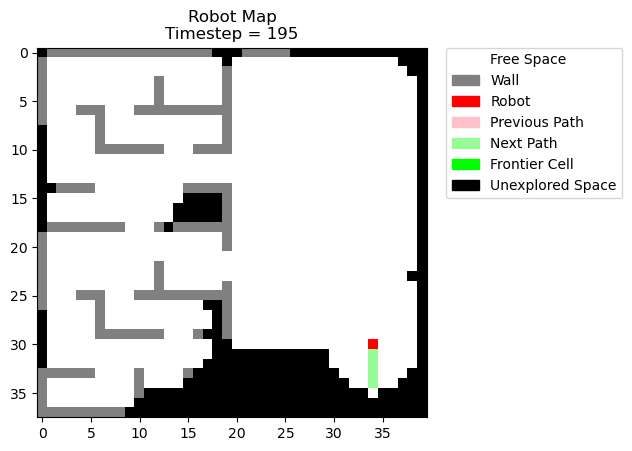 Robot Map
Timestep = 195
0
5
10
15
20
25
30
35
0
5
10
15
20
25
30
35
Free Space
Wall
Robot
Previous Path
Next Path
Frontier Cell
Unexplored Space